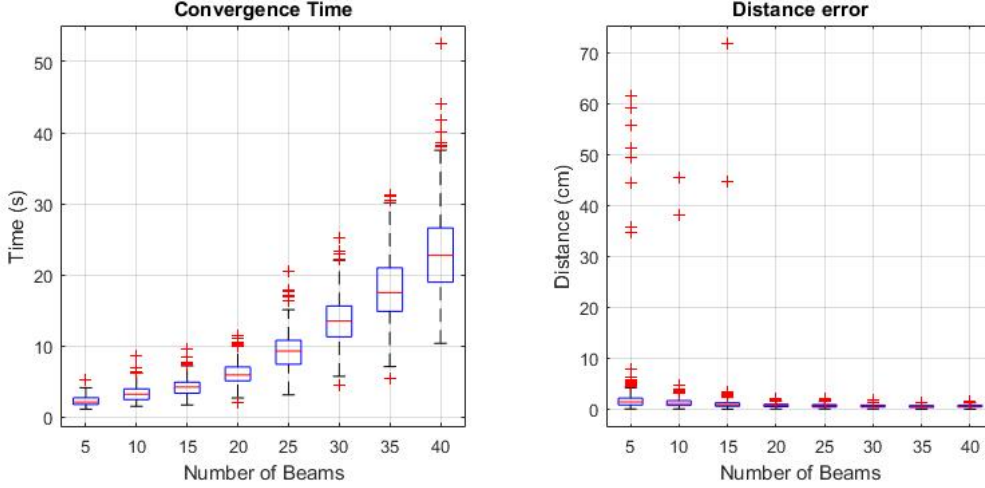 Convergence Time
50
40
30
20
10
0
Time (s)
5 10 15 20 25 30 35 40
Number of Beams
Distance error
70
60
50
40
30
20
10
0
Distance (cm)
5 10 15 20 25 30 35 40
Number of Beams